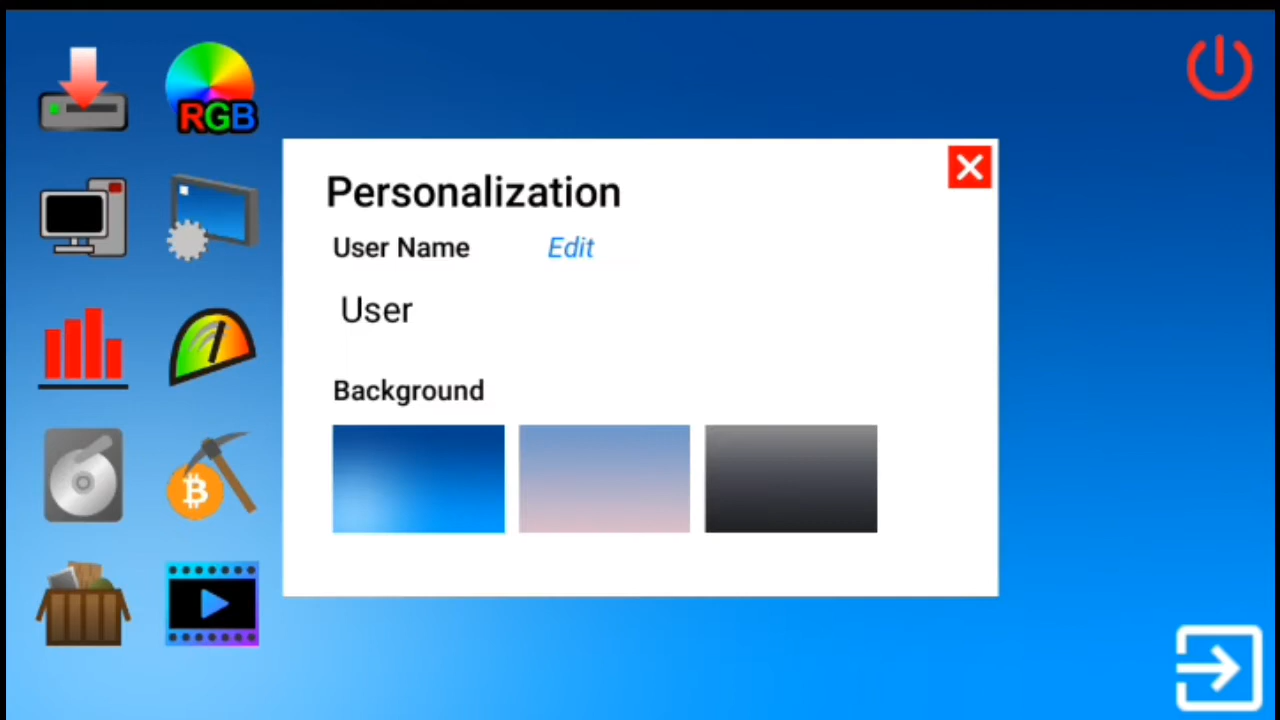 RGB
Personalization
User Name Edit
User
Background